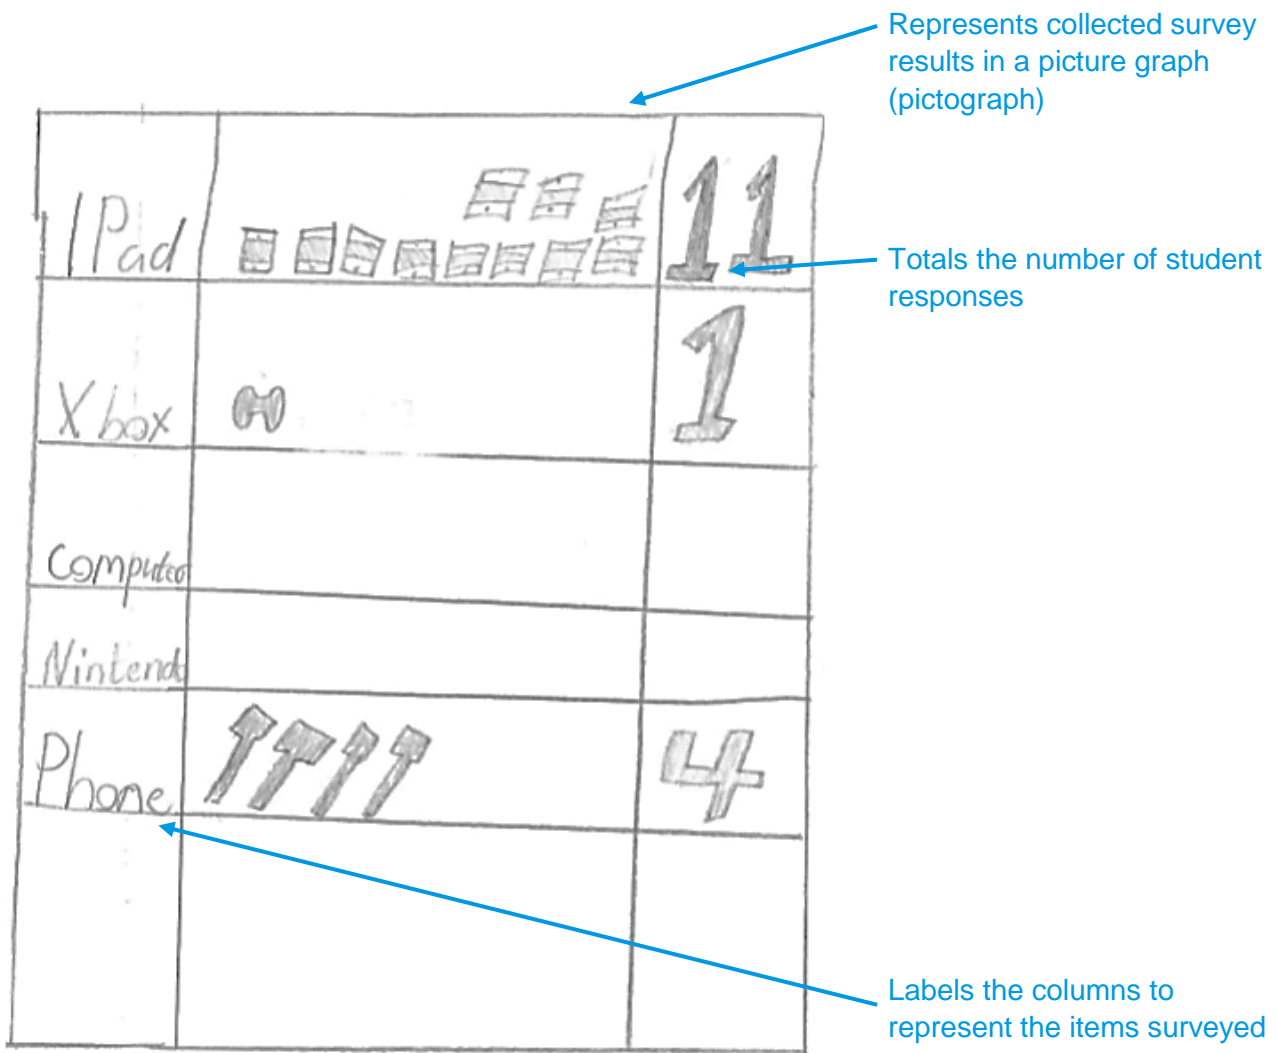 Represents collected survey
results in a picture graph
(pictograph)
IPad 11
Totals the number of student
responses
Xbox 1
Computer
Nintendo
Phone 4
Labels the columns to
represent the items surveyed